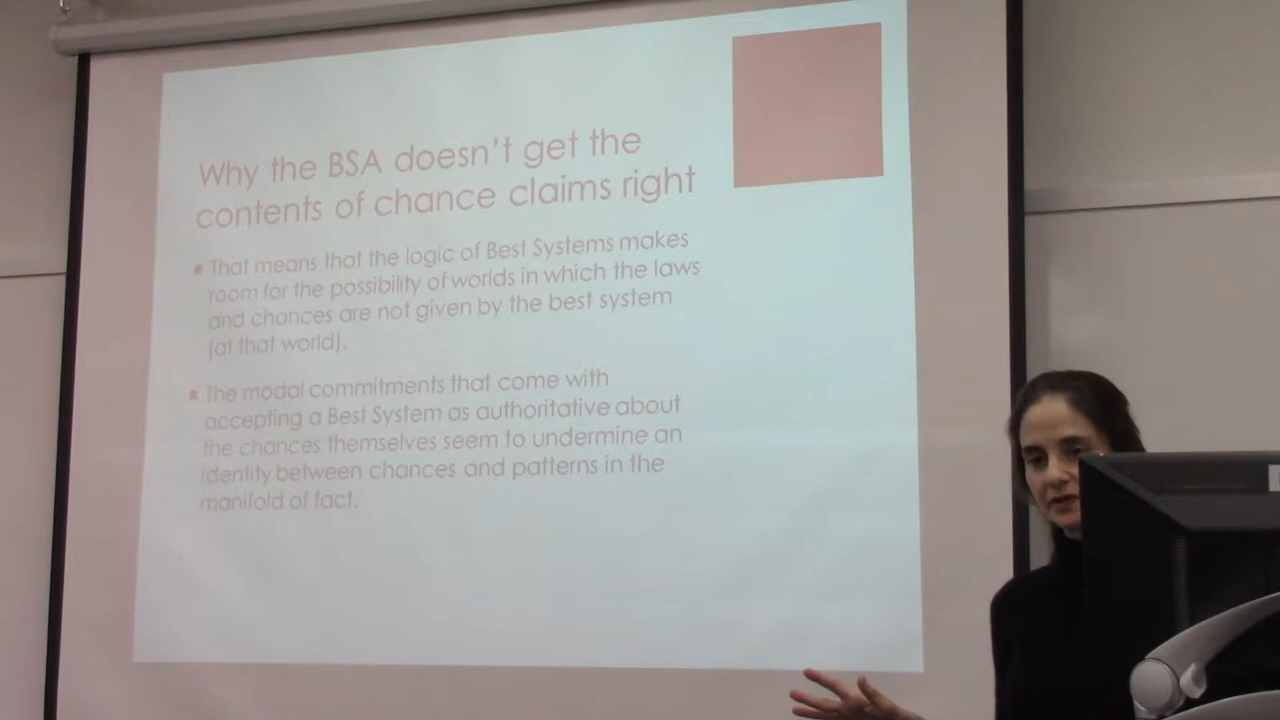 Why the BSA doesn't get the
contents of chance claims right
▪ That means that the logic of Best Systems makes
room for the possibility of worlds in which the laws
and chances are not given by the best system
(at that world).
▪ The modal commitments that come with
accepting a Best System as authoritative about
the chances themselves seem to undermine an
identity between chances and patterns in the
manifold of fact.